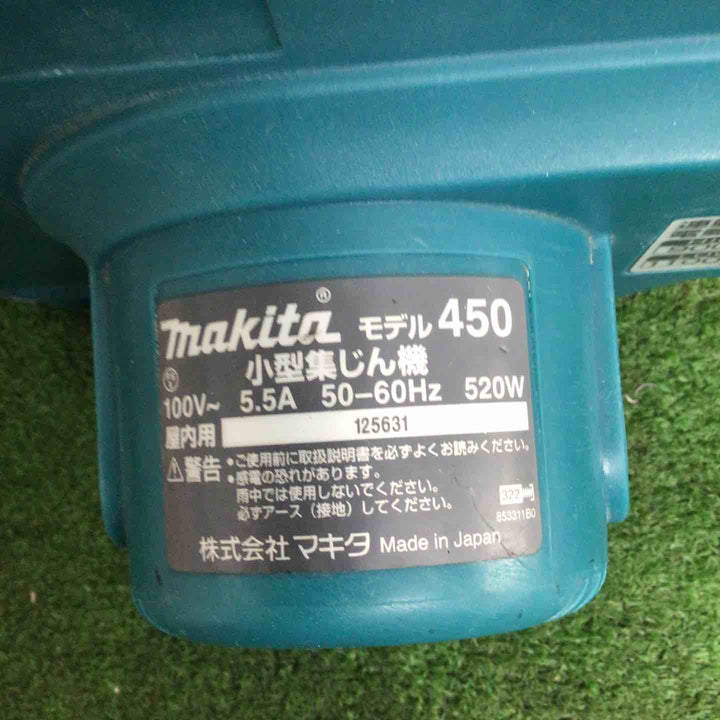 makita® モデル 450
小型集じん機
100V~ 5.5A 50-60Hz 520W
屋内用 125631
⚠警告 •ご使用前に取扱説明書を必ずよくお読みください。
•感電の恐れがあります。
雨中では使用しないでください。
必ずアース(接地)してください。
322
853311B0
株式会社 マキタ Made in Japan